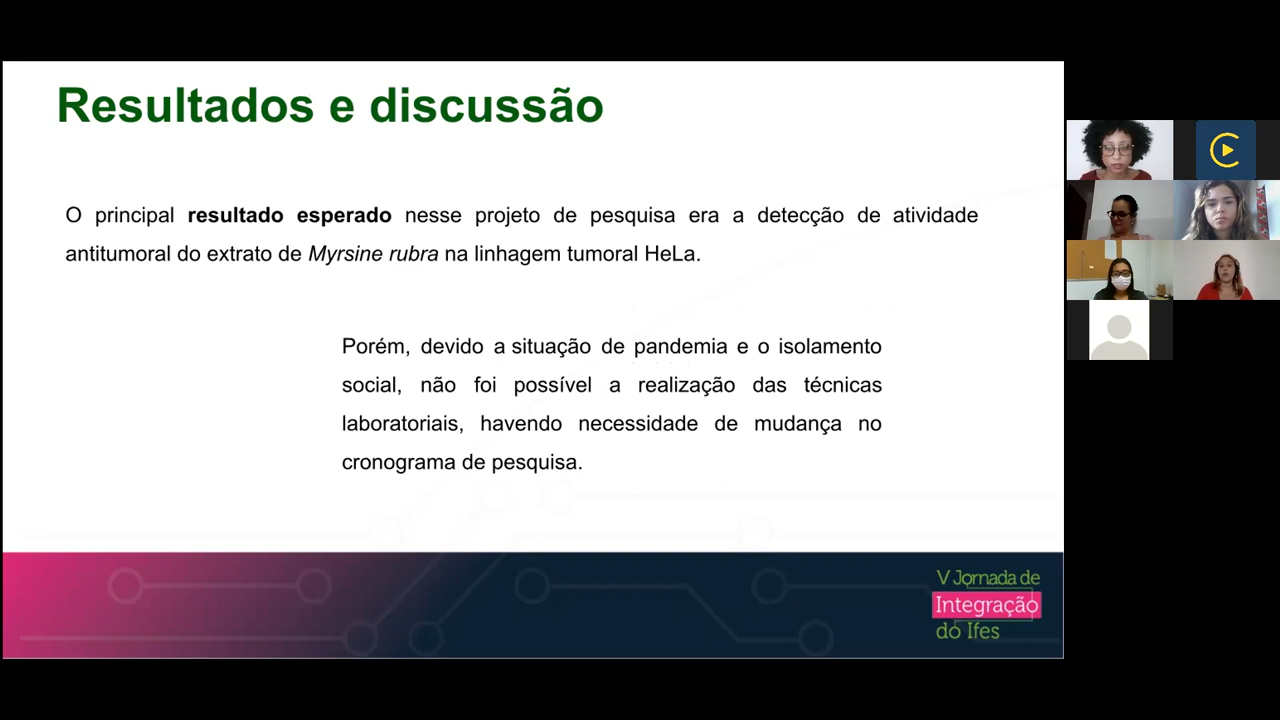 Resultados e discussão
O principal resultado esperado nesse projeto de pesquisa era a detecção de atividade
antitumoral do extrato de Myrsine rubra na linhagem tumoral HeLa.
Porém, devido a situação de pandemia e o isolamento
social, não foi possível a realização das técnicas
laboratoriais, havendo necessidade de mudança no
cronograma de pesquisa.
V Jornada de
Integração
do Ifes